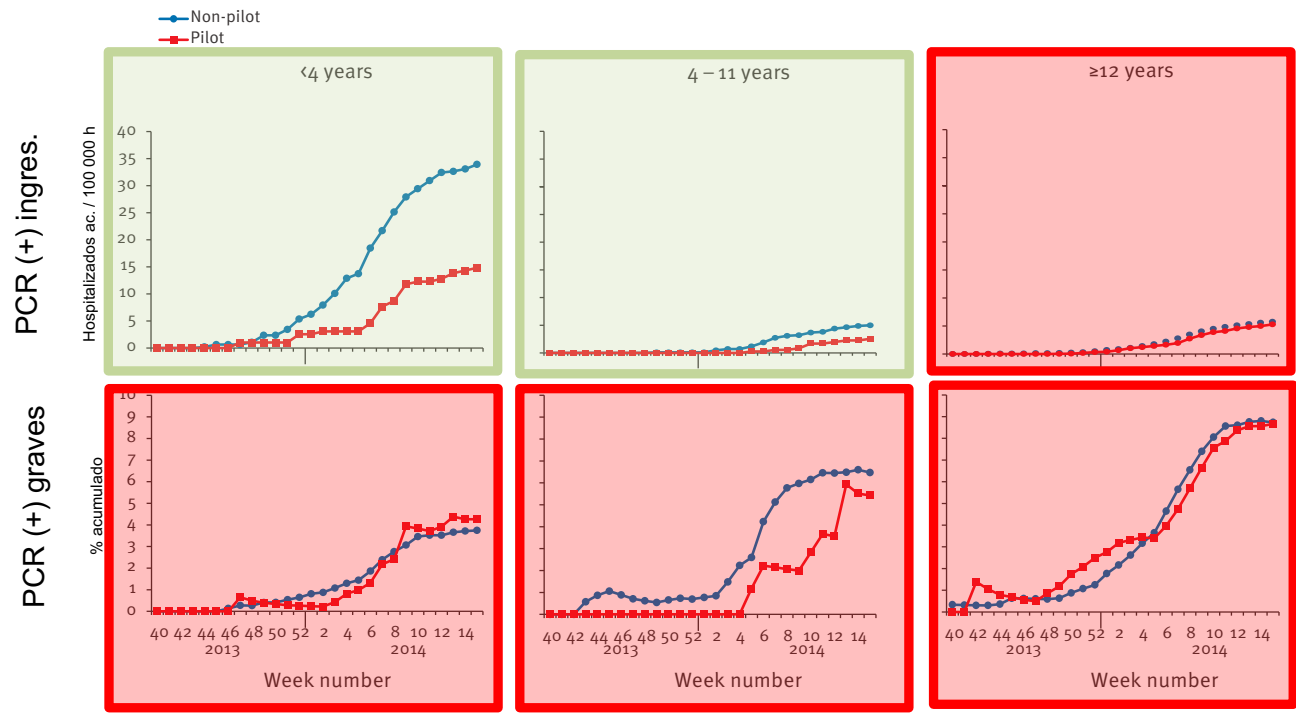 Non-pilot
Pilot
<4 years
4 – 11 years
≥12 years
PCR (+) ingres.
Hospitalizados ac. / 100 000 h
40
35
30
25
20
15
10
5
0
PCR (+) graves
% acumulado
10
9
8
7
6
5
4
3
2
1
0
40 42 44 46 48 50 52 2 4 6 8 10 12 14
2013 2014
Week number
40 42 44 46 48 50 52 2 4 6 8 10 12 14
2013 2014
Week number
40 42 44 46 48 50 52 2 4 6 8 10 12 14
2013 2014
Week number